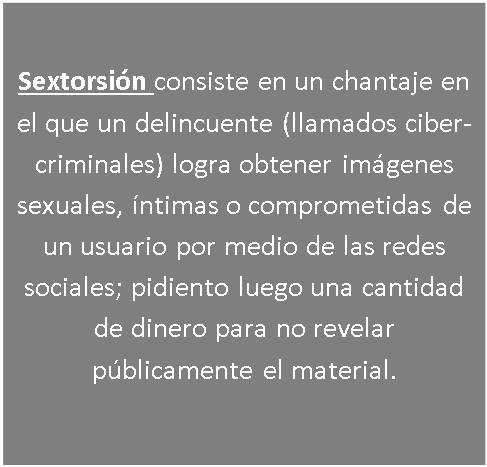 Sextorsión consiste en un chantaje en
el que un delincuente (llamados ciber-
criminales) logra obtener imágenes
sexuales, íntimas o comprometidas de
un usuario por medio de las redes
sociales; pidiento luego una cantidad
de dinero para no revelar
públicamente el material.